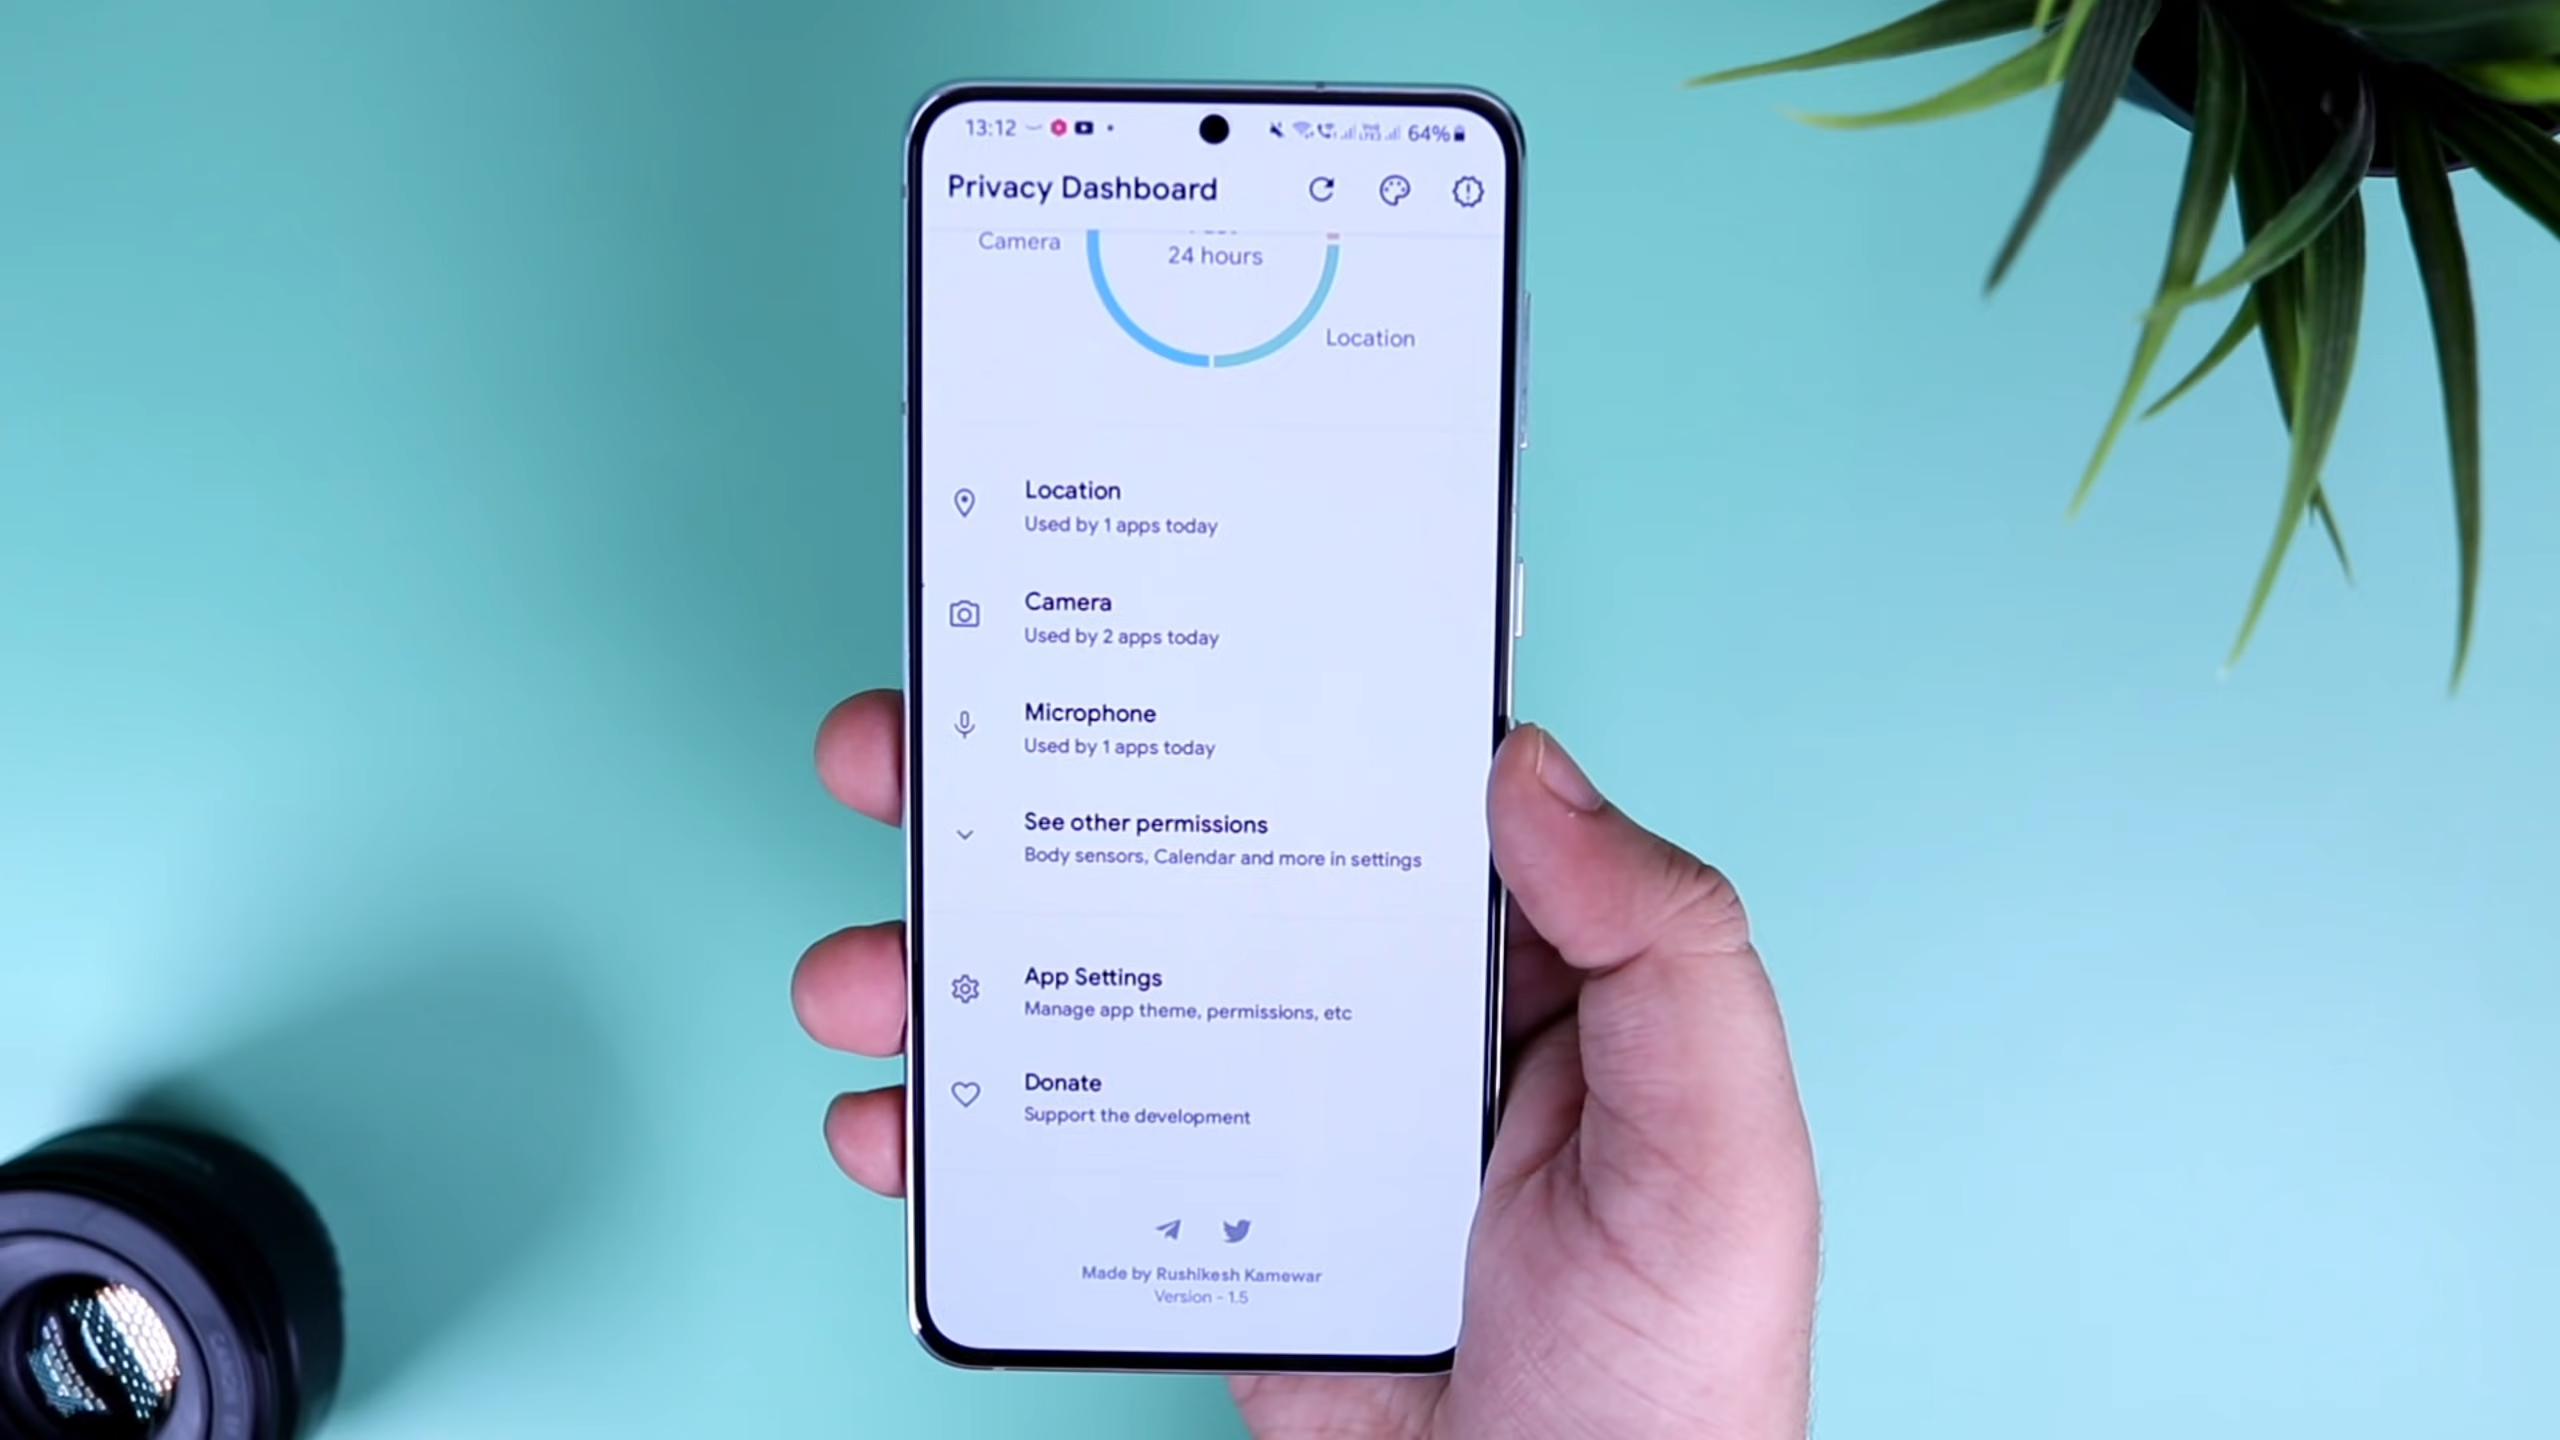 13:12
64%
Privacy Dashboard
Camera
24 hours
Location
Location
Used by 1 apps today
Camera
Used by 2 apps today
Microphone
Used by 1 apps today
See other permissions
Body sensors, Calendar and more in settings
App Settings
Manage app theme, permissions, etc
Donate
Support the development
Made by Rushikesh Kamewar
Version - 1.5